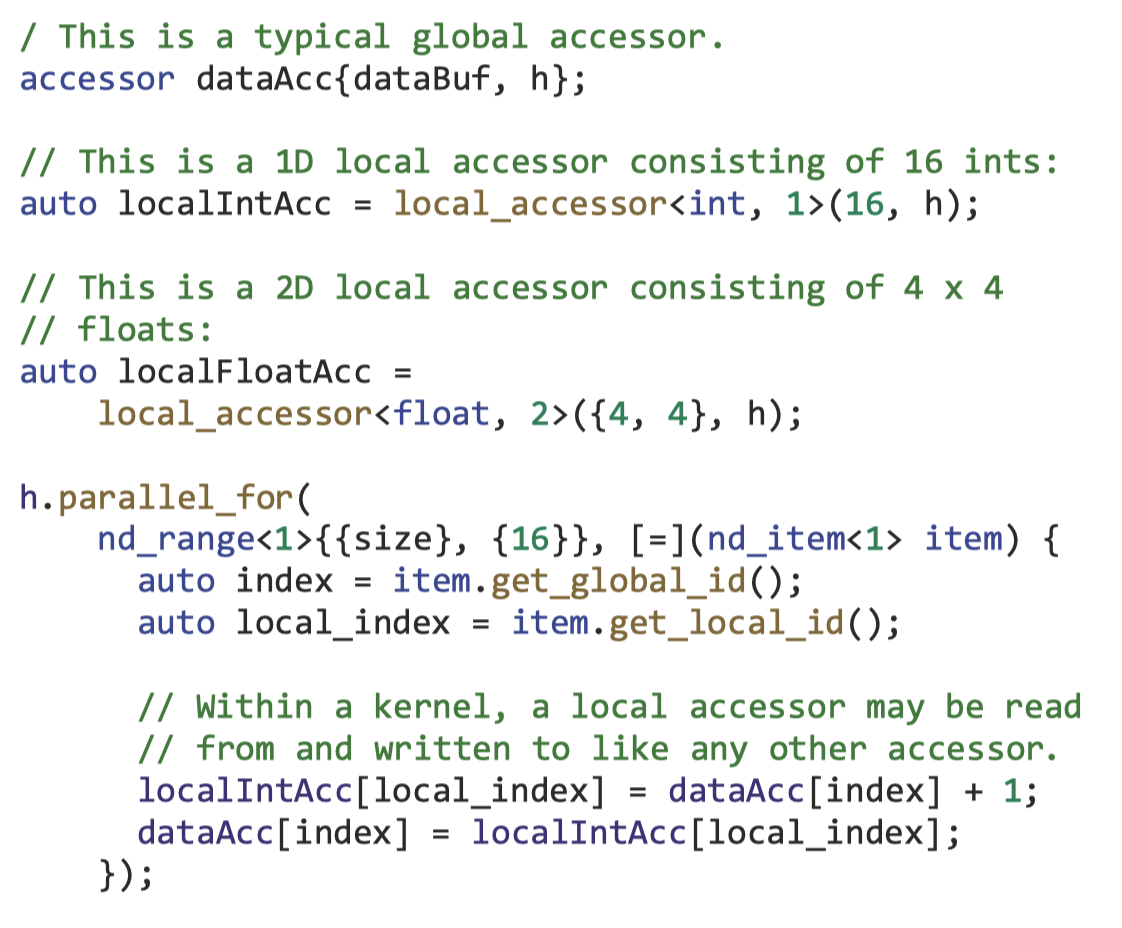 / This is a typical global accessor.
accessor dataAcc{dataBuf, h};
// This is a 1D local accessor consisting of 16 ints:
auto localIntAcc = local_accessor<int, 1>(16, h);
// This is a 2D local accessor consisting of 4 x 4
// floats:
auto localFloatAcc =
    local_accessor<float, 2>({4, 4}, h);
h.parallel_for(
    nd_range<1>{{size}, {16}}, [=](nd_item<1> item) {
      auto index = item.get_global_id();
      auto local_index = item.get_local_id();
      // Within a kernel, a local accessor may be read
      // from and written to like any other accessor.
      localIntAcc[local_index] = dataAcc[index] + 1;
      dataAcc[index] = localIntAcc[local_index];
    });